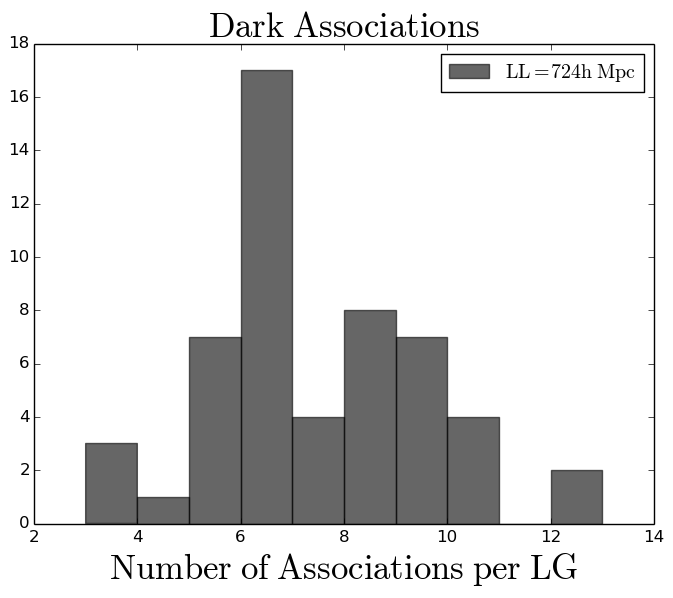 Dark Associations
18
16
14
12
10
8
6
4
2
0
LL = 724h Mpc
2 4 6 8 10 12 14
Number of Associations per LG